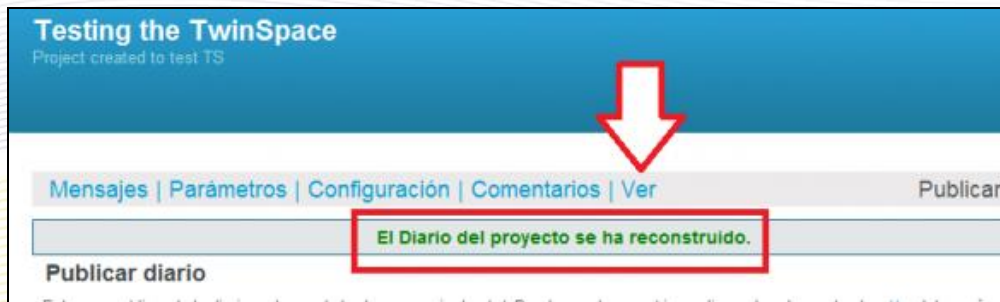 Testing the TwinSpace
Project created to test TS
Mensajes | Parámetros | Configuración | Comentarios | Ver
Publicar
El Diario del proyecto se ha reconstruido.
Publicar diario